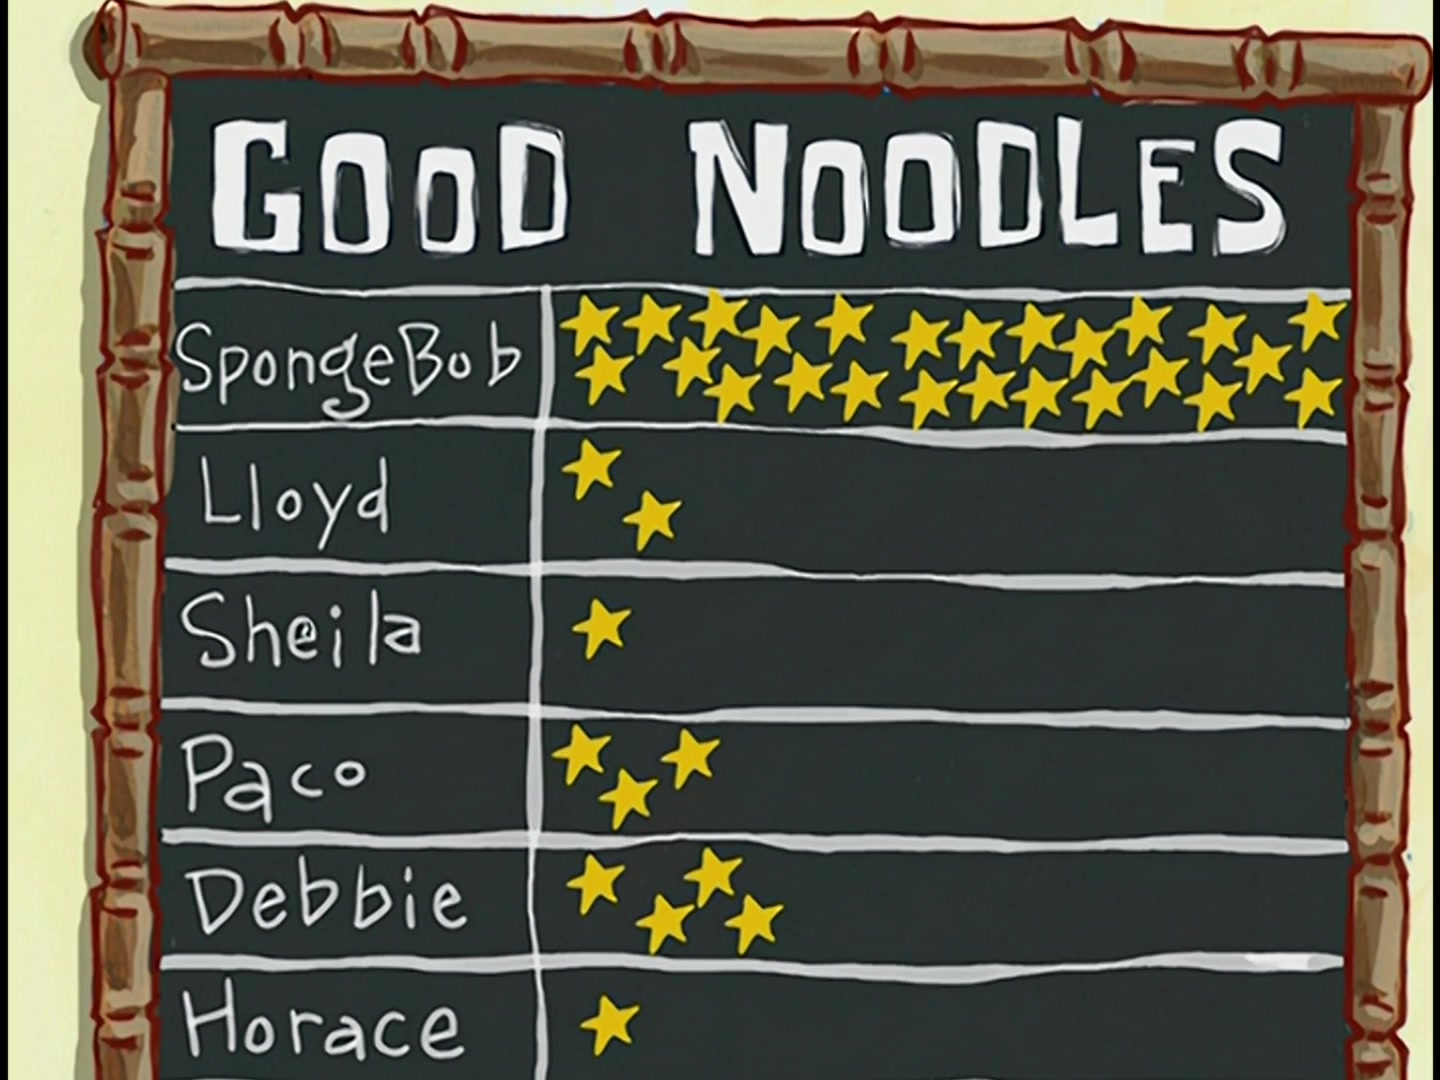 GOOD NOODLES
SpongeBob
Lloyd
Sheila
Paco
Debbie
Horace